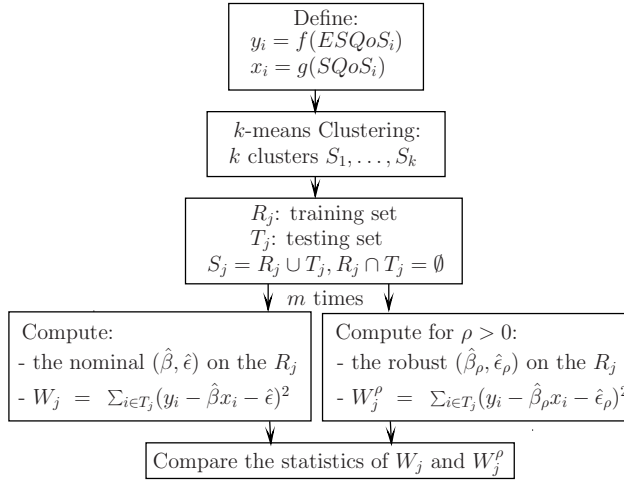 Define:
y_i = f(ESQoS_i)
x_i = g(SQoS_i)
k-means Clustering:
k clusters S_1, . . . , S_k
R_j: training set
T_j: testing set
S_j = R_j ∪ T_j, R_j ∩ T_j = ∅
m times
Compute:
- the nominal (β̂, ε̂) on the R_j
- W_j = ∑_{i∈T_j}(y_i − β̂x_i − ε̂)^2
Compute for ρ > 0:
- the robust (β̂_ρ, ε̂_ρ) on the R_j
- W_j^ρ = ∑_{i∈T_j}(y_i − β̂_ρx_i − ε̂_ρ)^2
Compare the statistics of W_j and W_j^ρ